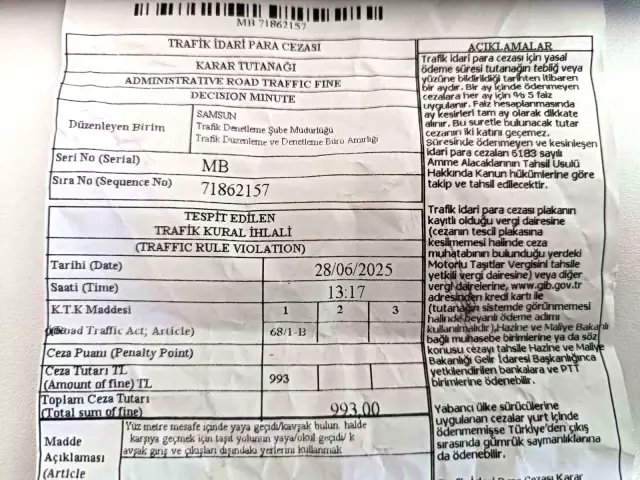 MB 71862157
TRAFİK İDARİ PARA CEZASI
KARAR TUTANAĞI
ADMINISTRATIVE ROAD TRAFFIC FINE
DECISION MINUTE
Düzenleyen Birim
SAMSUN
Trafik Denetleme Şube Müdürlüğü
Trafik Düzenleme ve Denetleme Büro Amirliği
Seri No (Serial)
MB
Sıra No (Sequence No)
71862157
TESPİT EDİLEN
TRAFİK KURAL İHLALİ
(TRAFFIC RULE VIOLATION)
Tarihi (Date)
28/06/2025
Saati (Time)
13:17
K.T.K Maddesi
1 2 3
Road Traffic Act; Article)
68/1-B
Ceza Puanı (Penalty Point)
-
Ceza Tutarı TL
(Amount of fine) TL
993
Toplam Ceza Tutarı
(Total sum of fine)
993,00
Madde
Açıklaması
(Article
Yüz metre mesafe içinde yaya geçidi/kavşak bulun. halde
karşıya geçmek için taşıt yolunun yaya/okul geçidi/ k
avşak giriş ve çıkışları dışındaki yerlerini kullanmak
AÇIKLAMALAR
Trafik idari para cezası için yasal
ödeme süresi tutanağın tebliğ veya
yüzüne bildirildiği tarihten itibaren
bir aydır. Bir ay içinde ödenmeyen
cezalara her ay için % 5 faiz
uygulanır. Faiz hesaplanmasında
ay kesirleri tam ay olarak dikkate
alınır. Bu suretle bulunacak tutar
cezanın iki katını geçemez.
Süresinde ödenmeyen ve kesinleşen
idari para cezaları 6183 sayılı
Amme Alacaklarının Tahsil Usulü
Hakkında Kanun hükümlerine göre
takip ve tahsil edilecektir.
Trafik idari para cezası plakanın
kayıtlı olduğu vergi dairesine
(cezanın tescil plakasına
kesilmemesi halinde ceza
muhatabının bulunduğu yerdeki
Motorlu Taşıtlar Vergisini tahsile
yetkili vergi dairesine) veya diğer
vergi dairelerine, www.gib.gov.tr
adresinden kredi kartı ile
(tutanağın sistemde görünmemesi
halinde beyanlı ödeme adımı
kullanılmalıdır),Hazine ve Maliye Bakanlı
bağlı muhasebe birimlerine ya da söz
konusu cezayı tahsile Hazine ve Maliye
Bakanlığı Gelir İdaresi Başkanlığınca
yetkilendirilen bankalara ve PTT
birimlerine ödenebilir.
Yabancı ülke sürücülerine
uygulanan cezalar yurt içinde
ödenmemişse Türkiye'den çıkış
sırasında gümrük saymanlıklarına
da ödenebilir.
Trafik İdari Para Cezası Karar